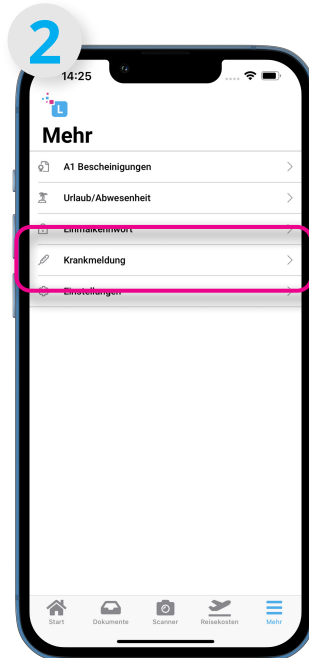 2
14:25
L
Mehr
A1 Bescheinigungen
Urlaub/Abwesenheit
Einmalkennwort
Krankmeldung
Einstellungen
Start Dokumente Scanner Reisekosten Mehr